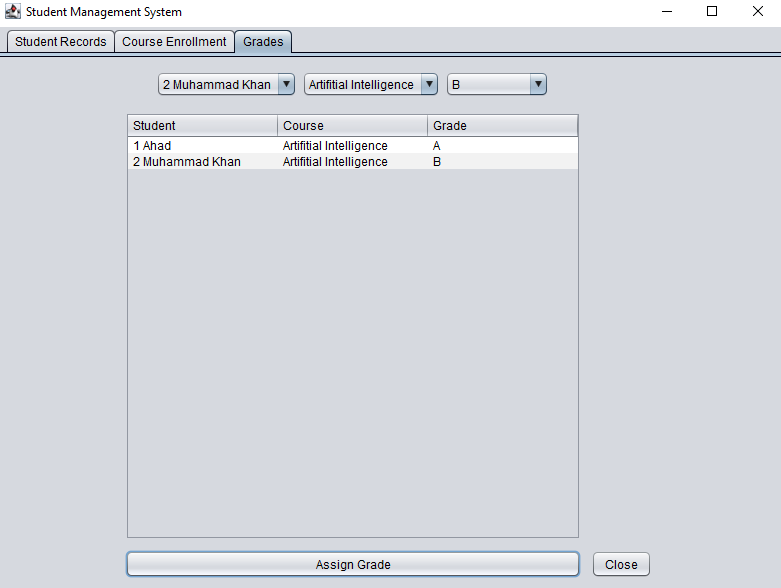 Student Management System
Student Records Course Enrollment Grades
2 Muhammad Khan Artifitial Intelligence B
Student Course Grade
1 Ahad Artifitial Intelligence A
2 Muhammad Khan Artifitial Intelligence B
Assign Grade Close